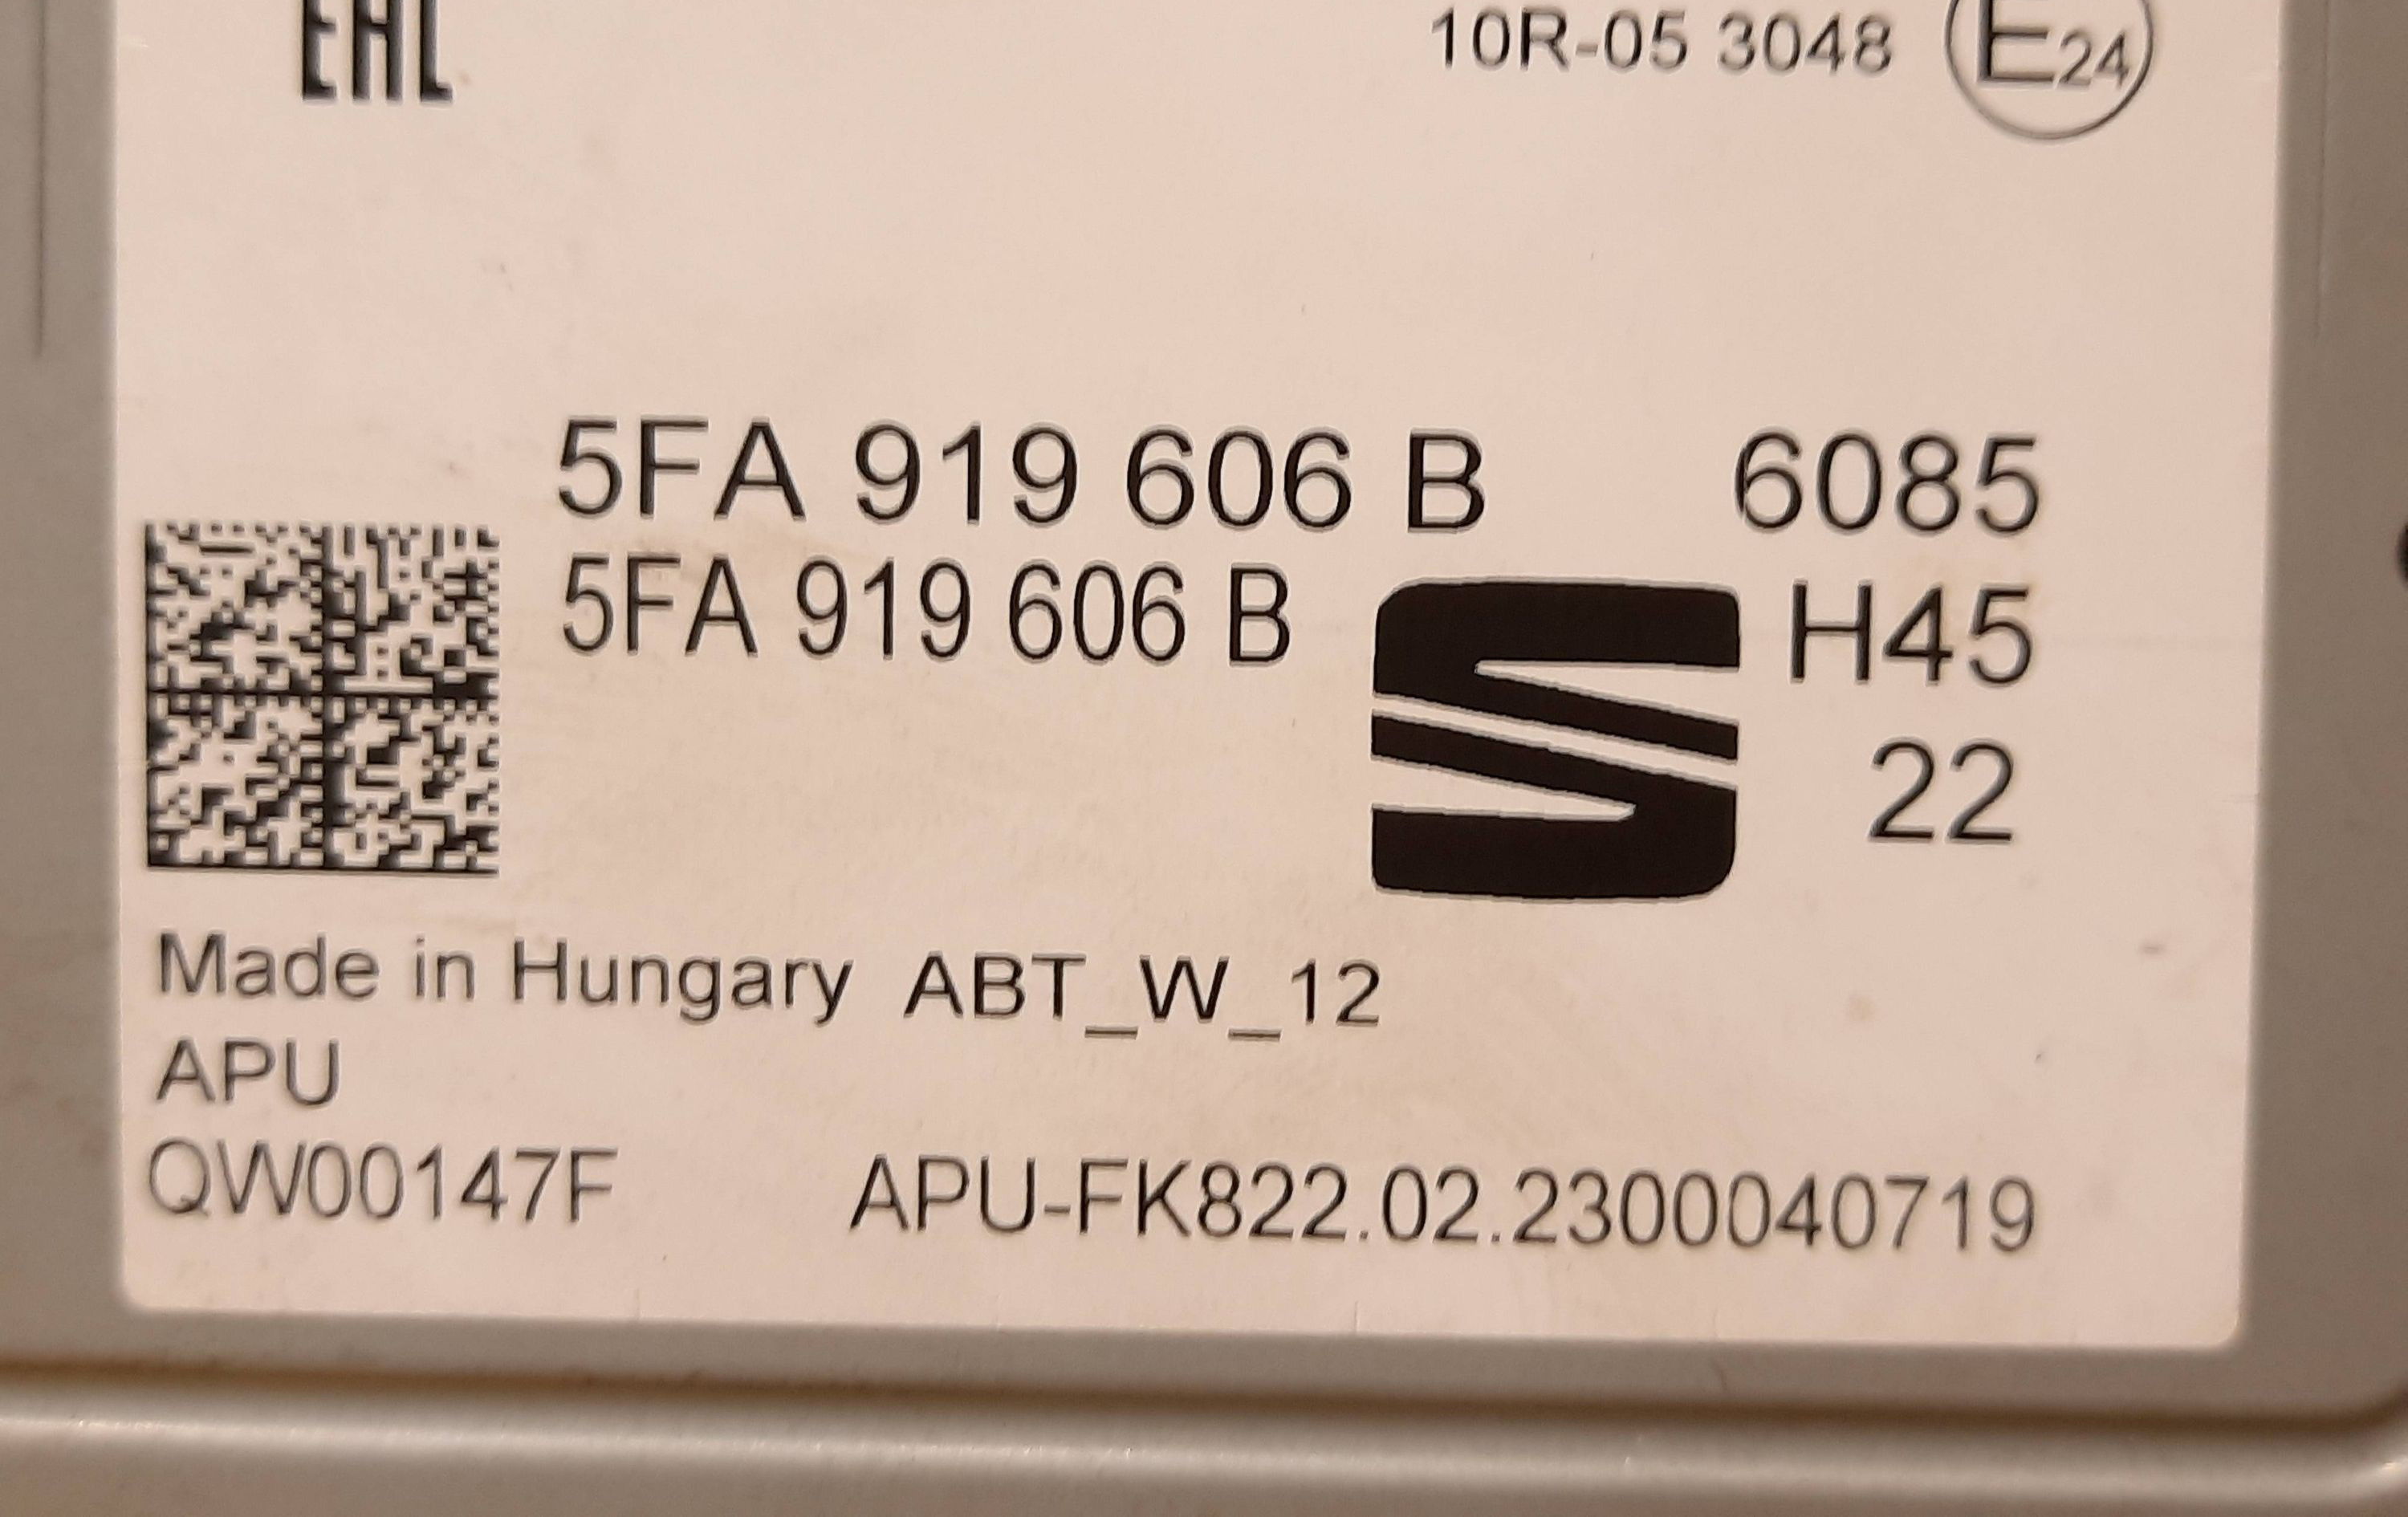 EAC
10R-05 3048 E24
5FA 919 606 B 6085
5FA 919 606 B H45
22
Made in Hungary ABT_W_12
APU
QW00147F APU-FK822.02.2300040719